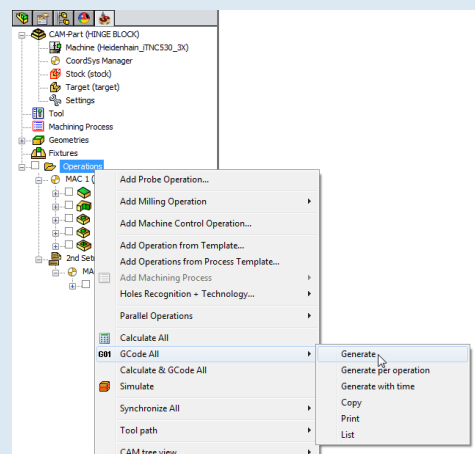 CAM-Part (HINGE BLOCK)
Machine (Heidenhain_iTNC530_3X)
CoordSys Manager
Stock (stock)
Target (target)
Settings
Tool
Machining Process
Geometries
Fixtures
Operations
MAC 1 (
2nd Set
MA
Add Probe Operation...
Add Milling Operation
Add Machine Control Operation...
Add Operation from Template...
Add Operations from Process Template...
Add Machining Process
Holes Recognition + Technology...
Parallel Operations
Calculate All
G01 GCode All
Calculate & GCode All
Simulate
Synchronize All
Tool path
CAM tree view
Generate
Generate per operation
Generate with time
Copy
Print
List